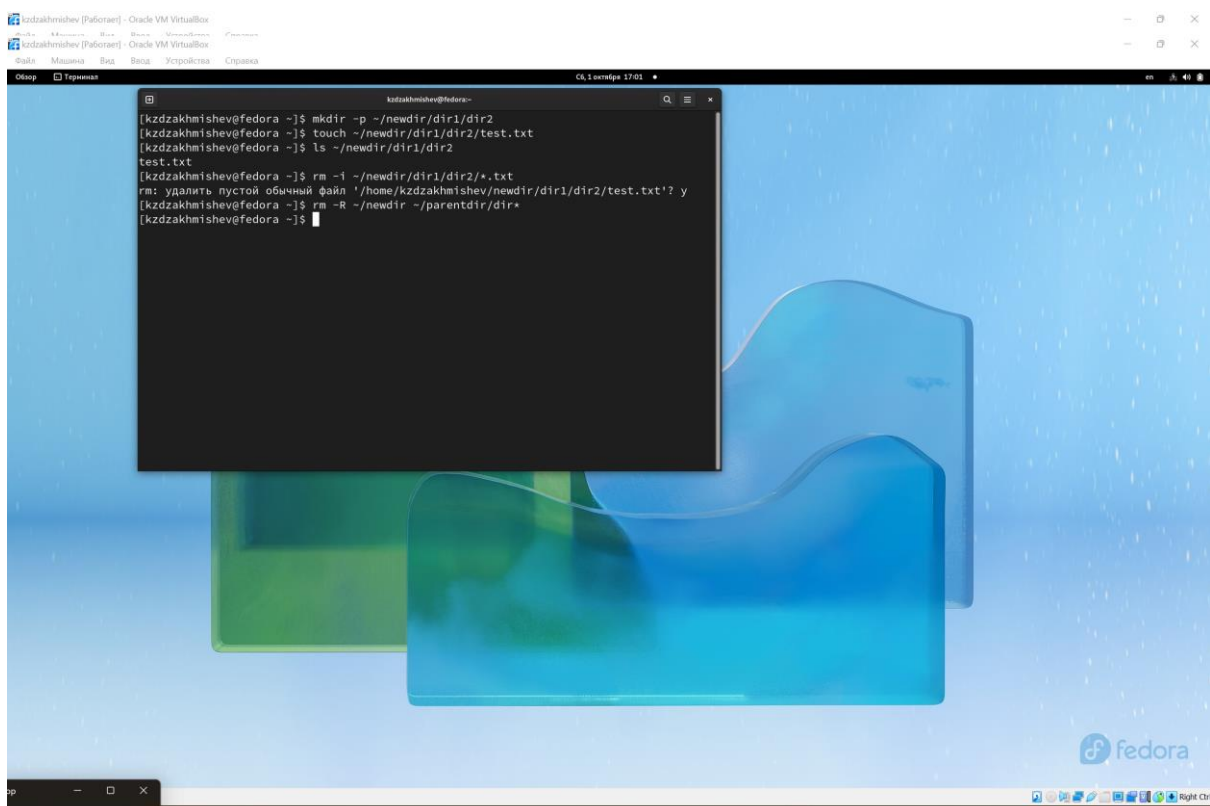 kzdzakhmishev [Работает] - Oracle VM VirtualBox
kzdzakhmishev [Работает] - Oracle VM VirtualBox
Файл Машина Вид Ввод Устройства Справка
Обзор Терминал Сб, 1 октября 17:01 en
kzdzakhmishev@fedora:~
[kzdzakhmishev@fedora ~]$ mkdir -p ~/newdir/dir1/dir2
[kzdzakhmishev@fedora ~]$ touch ~/newdir/dir1/dir2/test.txt
[kzdzakhmishev@fedora ~]$ ls ~/newdir/dir1/dir2
test.txt
[kzdzakhmishev@fedora ~]$ rm -i ~/newdir/dir1/dir2/*.txt
rm: удалить пустой обычный файл '/home/kzdzakhmishev/newdir/dir1/dir2/test.txt'? y
[kzdzakhmishev@fedora ~]$ rm -R ~/newdir ~/parentdir/dir*
[kzdzakhmishev@fedora ~]$
fedora
op
Right Ctr